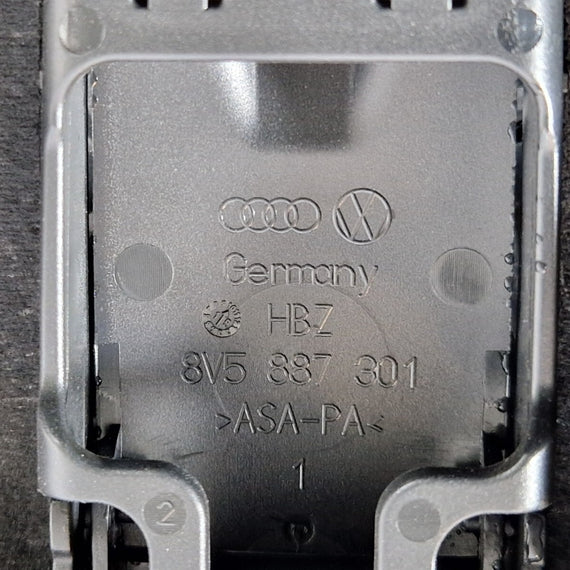 Germany
HBZ
8V5 887 301
>ASA-PA<
1
2